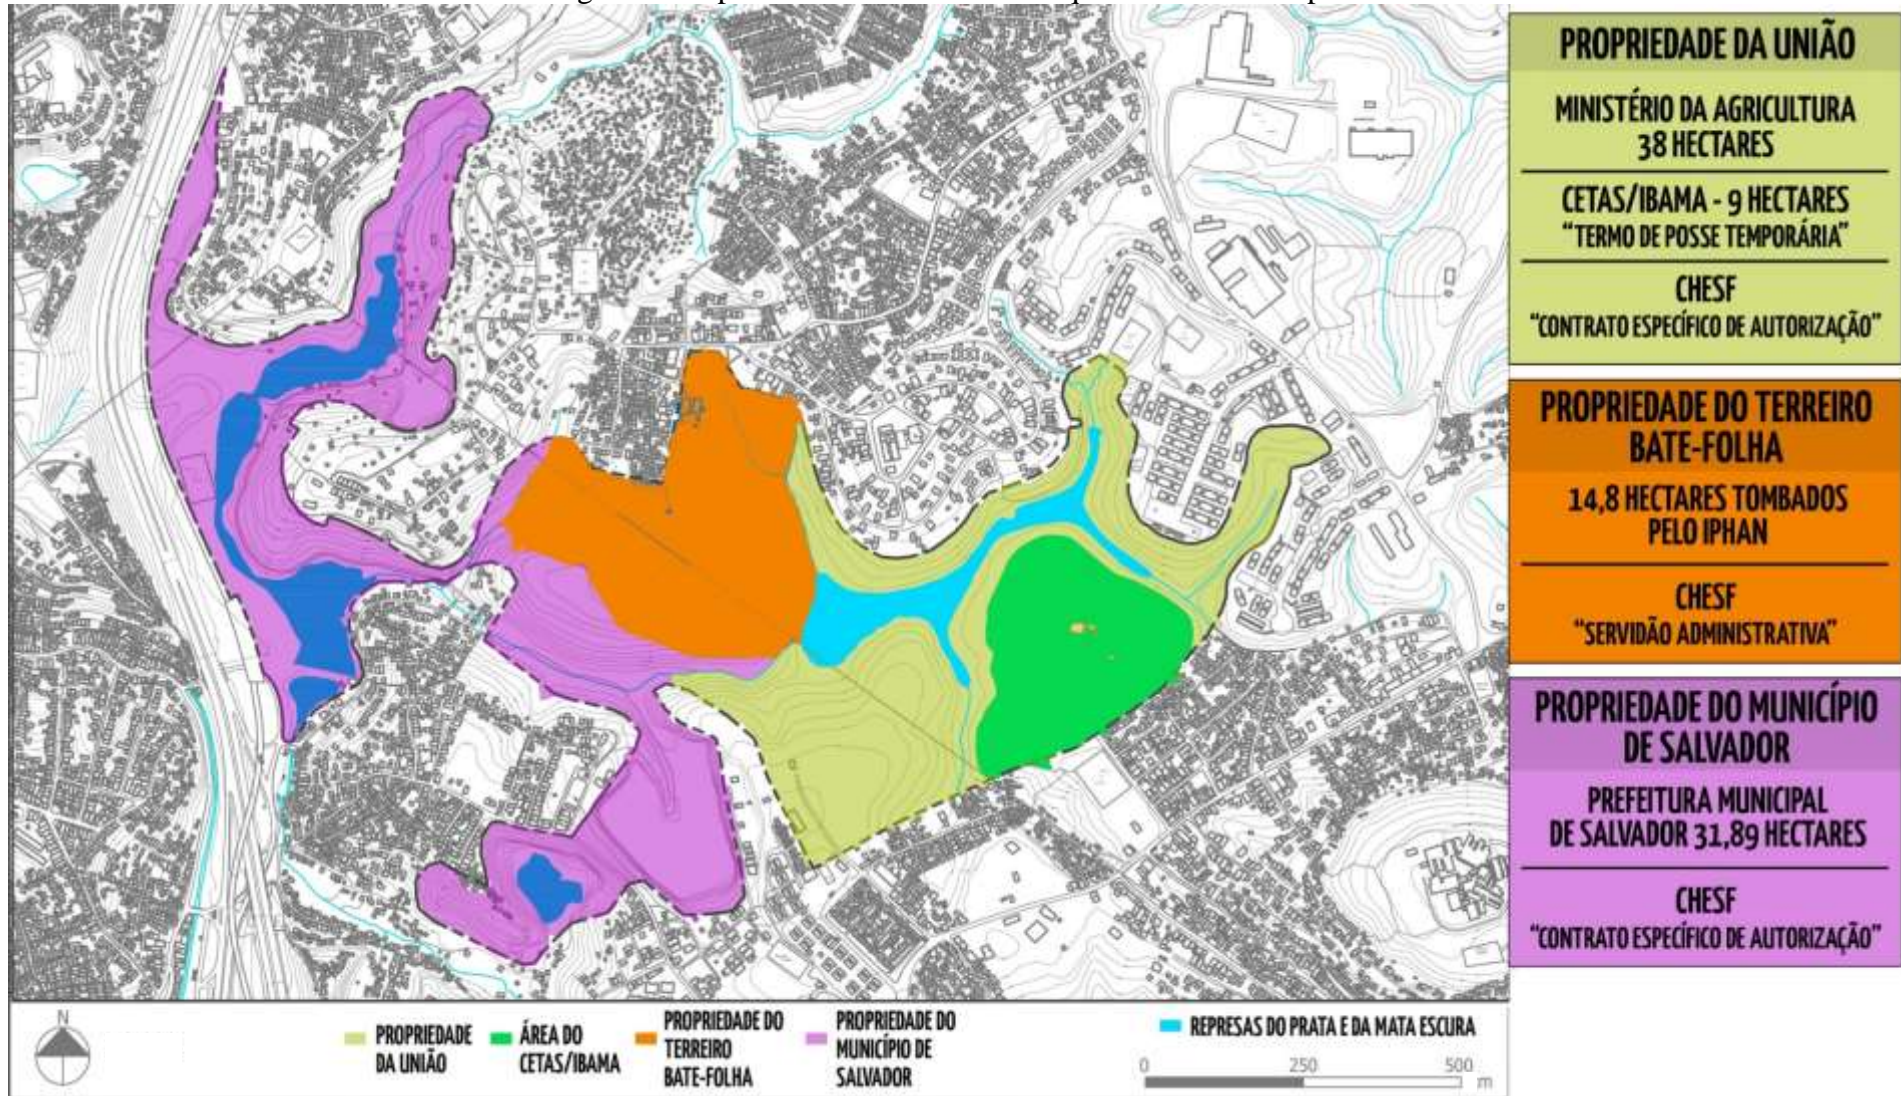 PROPRIEDADE DA UNIÃO
MINISTÉRIO DA AGRICULTURA
38 HECTARES
CETAS/IBAMA - 9 HECTARES
“TERMO DE POSSE TEMPORÁRIA”
CHESF
“CONTRATO ESPECÍFICO DE AUTORIZAÇÃO”
PROPRIEDADE DO TERREIRO
BATE-FOLHA
14,8 HECTARES TOMBADOS
PELO IPHAN
CHESF
“SERVIDÃO ADMINISTRATIVA”
PROPRIEDADE DO MUNICÍPIO
DE SALVADOR
PREFEITURA MUNICIPAL
DE SALVADOR 31,89 HECTARES
CHESF
“CONTRATO ESPECÍFICO DE AUTORIZAÇÃO”
N
PROPRIEDADE
DA UNIÃO
ÁREA DO
CETAS/IBAMA
PROPRIEDADE DO
TERREIRO
BATE-FOLHA
PROPRIEDADE DO
MUNICÍPIO DE
SALVADOR
REPRESAS DO PRATA E DA MATA ESCURA
0 250 500 m